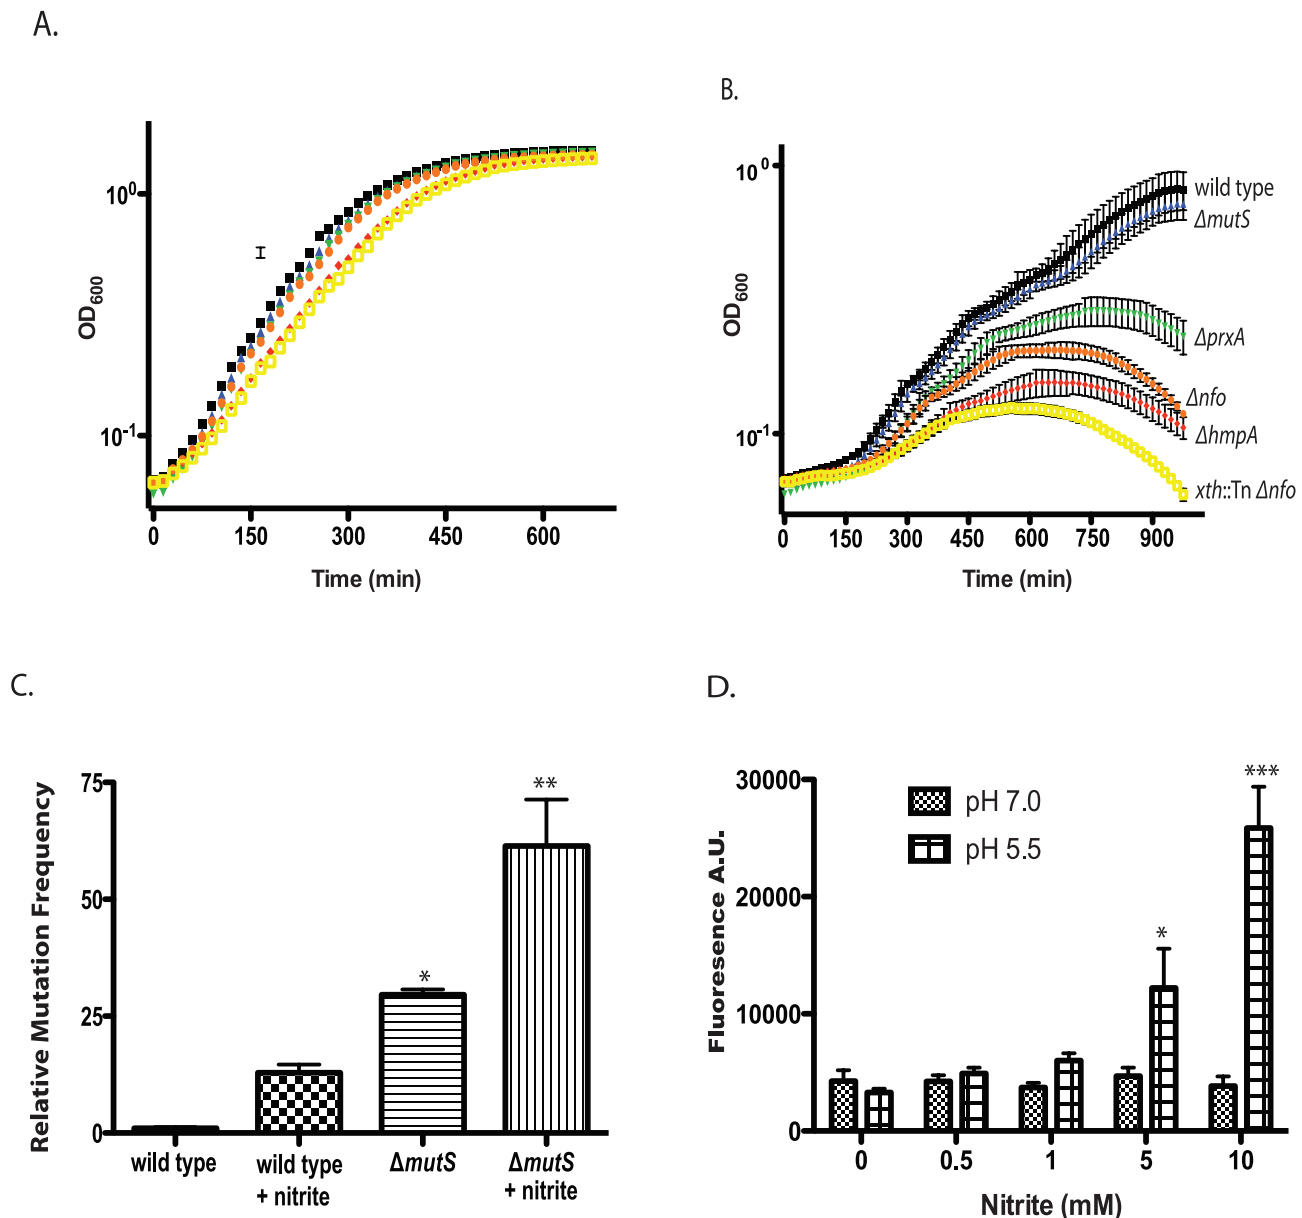 A.
10⁰
10⁻¹
OD₆₀₀
0 150 300 450 600
Time (min)
B.
10⁰
10⁻¹
OD₆₀₀
wild type
ΔmutS
ΔprxA
Δnfo
ΔhmpA
xth::Tn Δnfo
0 150 300 450 600 750 900
Time (min)
C.
Relative Mutation Frequency
75
50
25
0
*
**
wild type
wild type
+ nitrite
ΔmutS
ΔmutS
+ nitrite
D.
Fluoresence A.U.
30000
20000
10000
0
pH 7.0
pH 5.5
*
***
0 0.5 1 5 10
Nitrite (mM)